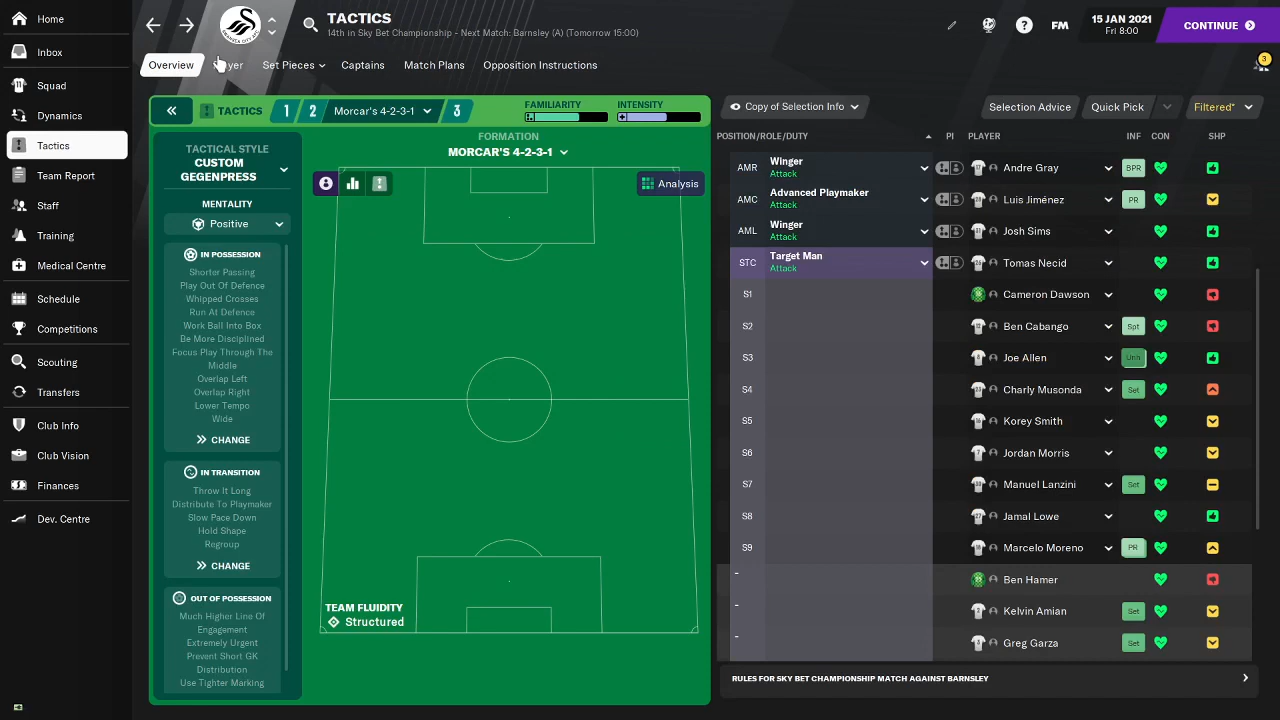 TACTICS
14th in Sky Bet Championship - Next Match: Barnsley (A) (Tomorrow 15:00)
FM
15 JAN 2021
Fri 8:00
CONTINUE
3
Overview
Set Pieces
Captains
Match Plans
Opposition Instructions
Home
Inbox
Squad
Dynamics
Tactics
Team Report
Staff
Training
Medical Centre
Schedule
Competitions
Scouting
Transfers
Club Info
Club Vision
Finances
Dev. Centre
TACTICS
1
2
Morcar's 4-2-3-1
3
FAMILIARITY
INTENSITY
TACTICAL STYLE
CUSTOM
GEGENPRESS
MENTALITY
Positive
IN POSSESSION
Shorter Passing
Play Out Of Defence
Whipped Crosses
Run At Defence
Work Ball Into Box
Be More Disciplined
Focus Play Through The
Middle
Overlap Left
Overlap Right
Lower Tempo
Wide
CHANGE
IN TRANSITION
Throw It Long
Distribute To Playmaker
Slow Pace Down
Hold Shape
Regroup
CHANGE
OUT OF POSSESSION
Much Higher Line Of
Engagement
Extremely Urgent
Prevent Short GK
Distribution
Use Tighter Marking
FORMATION
MORCAR'S 4-2-3-1
Analysis
TEAM FLUIDITY
Structured
Copy of Selection Info
Selection Advice
Quick Pick
Filtered*
POSITION/ROLE/DUTY
PI
PLAYER
INF
CON
SHP
AMR
Winger
Attack
Andre Gray
BPR
AMC
Advanced Playmaker
Attack
Luis Jiménez
PR
AML
Winger
Attack
Josh Sims
STC
Target Man
Attack
Tomas Necid
S1
Cameron Dawson
S2
Ben Cabango
Spt
S3
Joe Allen
Unh
S4
Charly Musonda
Set
S5
Korey Smith
S6
Jordan Morris
S7
Manuel Lanzini
Set
S8
Jamal Lowe
S9
Marcelo Moreno
PR
-
Ben Hamer
-
Kelvin Amian
Set
-
Greg Garza
Set
RULES FOR SKY BET CHAMPIONSHIP MATCH AGAINST BARNSLEY